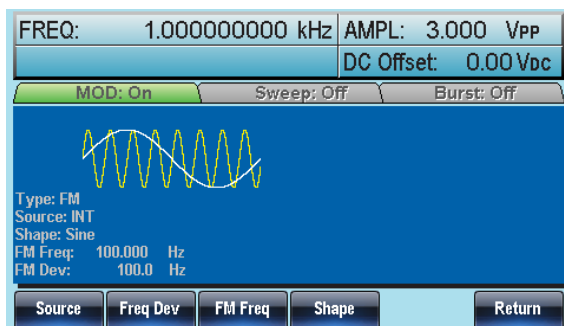 FREQ: 1.000000000 kHz AMPL: 3.000 VPP
DC Offset: 0.00 VDC
MOD: On Sweep: Off Burst: Off
Type: FM
Source: INT
Shape: Sine
FM Freq: 100.000 Hz
FM Dev: 100.0 Hz
Source Freq Dev FM Freq Shape Return